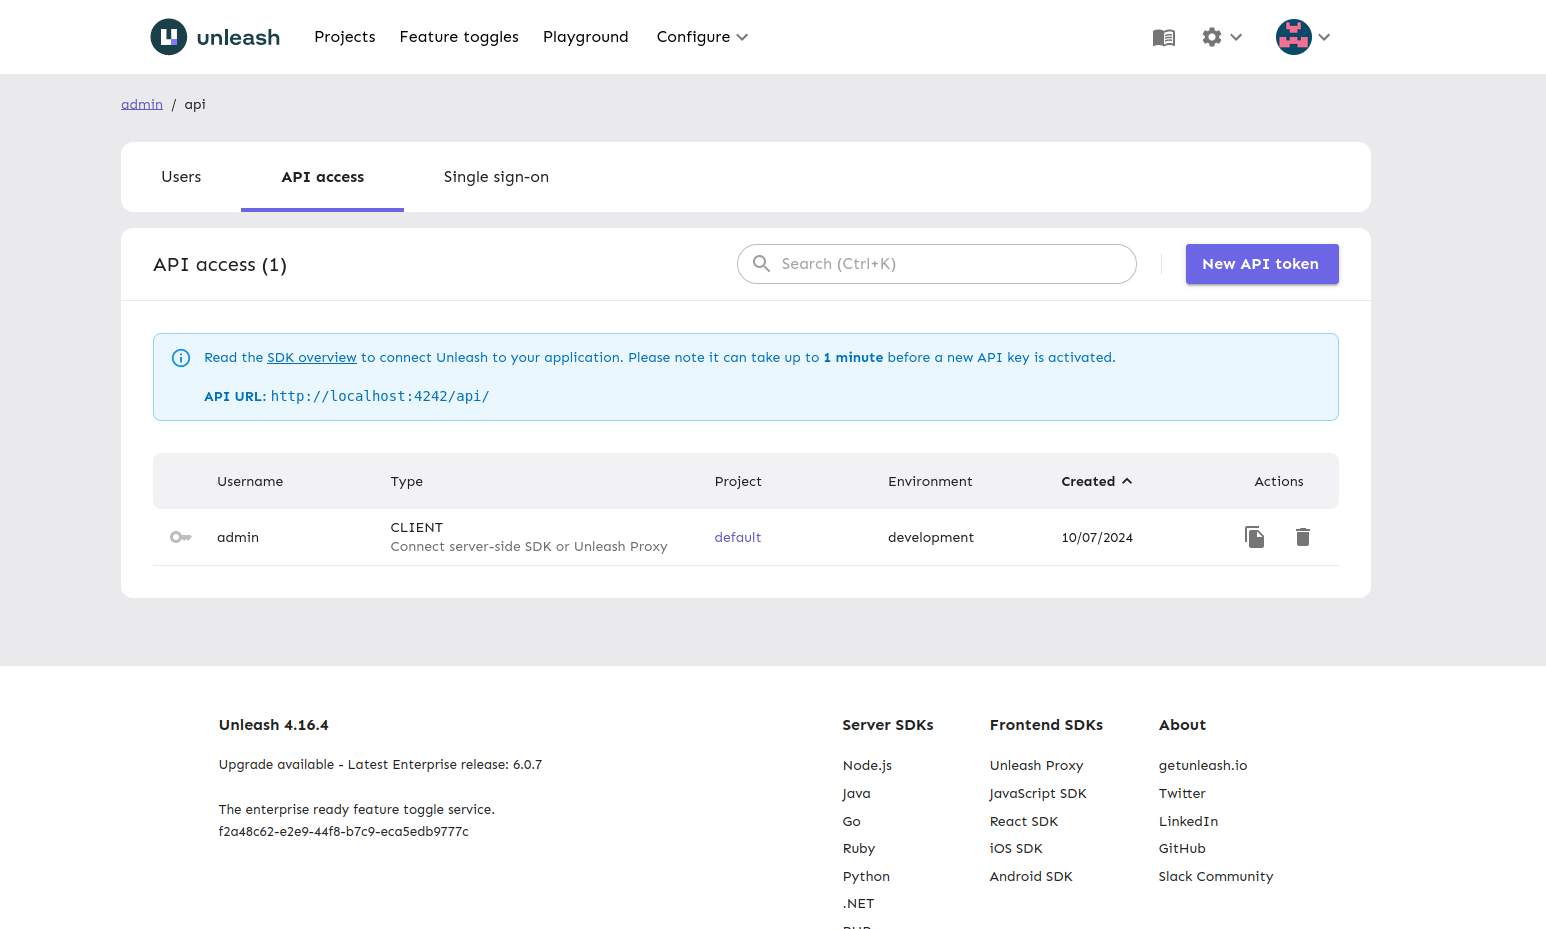 unleash Projects Feature toggles Playground Configure
admin / api
Users API access Single sign-on
API access (1) Search (Ctrl+K) New API token
Read the SDK overview to connect Unleash to your application. Please note it can take up to 1 minute before a new API key is activated.
API URL: http://localhost:4242/api/
Username Type Project Environment Created Actions
admin CLIENT default development 10/07/2024
Connect server-side SDK or Unleash Proxy
Unleash 4.16.4
Upgrade available - Latest Enterprise release: 6.0.7
The enterprise ready feature toggle service.
f2a48c62-e2e9-44f8-b7c9-eca5edb9777c
Server SDKs
Node.js
Java
Go
Ruby
Python
.NET
Frontend SDKs
Unleash Proxy
JavaScript SDK
React SDK
iOS SDK
Android SDK
About
getunleash.io
Twitter
LinkedIn
GitHub
Slack Community